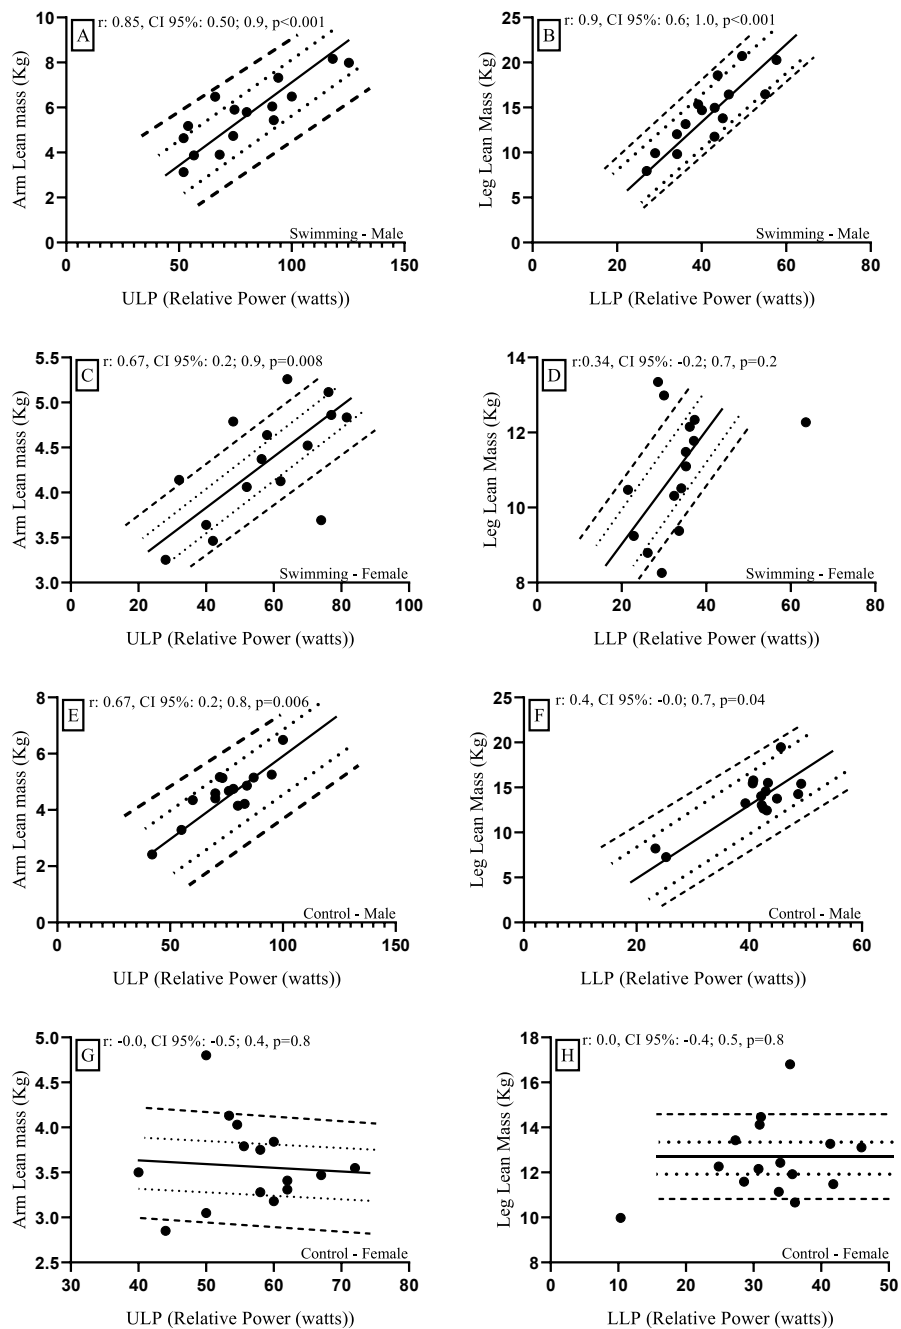 A
r: 0.85, CI 95%: 0.50; 0.9, p<0.001
Arm Lean mass (Kg)
10
8
6
4
2
0
Swimming - Male
0 50 100 150
ULP (Relative Power (watts))
B
r: 0.9, CI 95%: 0.6; 1.0, p<0.001
Leg Lean Mass (Kg)
25
20
15
10
5
0
Swimming - Male
0 20 40 60 80
LLP (Relative Power (watts))
C
r: 0.67, CI 95%: 0.2; 0.9, p=0.008
Arm Lean mass (Kg)
5.5
5.0
4.5
4.0
3.5
3.0
Swimming - Female
0 20 40 60 80 100
ULP (Relative Power (watts))
D
r:0.34, CI 95%: -0.2; 0.7, p=0.2
Leg Lean Mass (Kg)
14
12
10
8
Swimming - Female
0 20 40 60 80
LLP (Relative Power (watts))
E
r: 0.67, CI 95%: 0.2; 0.8, p=0.006
Arm Lean mass (Kg)
8
6
4
2
0
Control - Male
0 50 100 150
ULP (Relative Power (watts))
F
r: 0.4, CI 95%: -0.0; 0.7, p=0.04
Leg Lean Mass (Kg)
25
20
15
10
5
0
Control - Male
0 20 40 60
LLP (Relative Power (watts))
G
r: -0.0, CI 95%: -0.5; 0.4, p=0.8
Arm Lean mass (Kg)
5.0
4.5
4.0
3.5
3.0
2.5
Control - Female
30 40 50 60 70 80
ULP (Relative Power (watts))
H
r: 0.0, CI 95%: -0.4; 0.5, p=0.8
Leg Lean Mass (Kg)
18
16
14
12
10
8
Control - Female
0 10 20 30 40 50
LLP (Relative Power (watts))